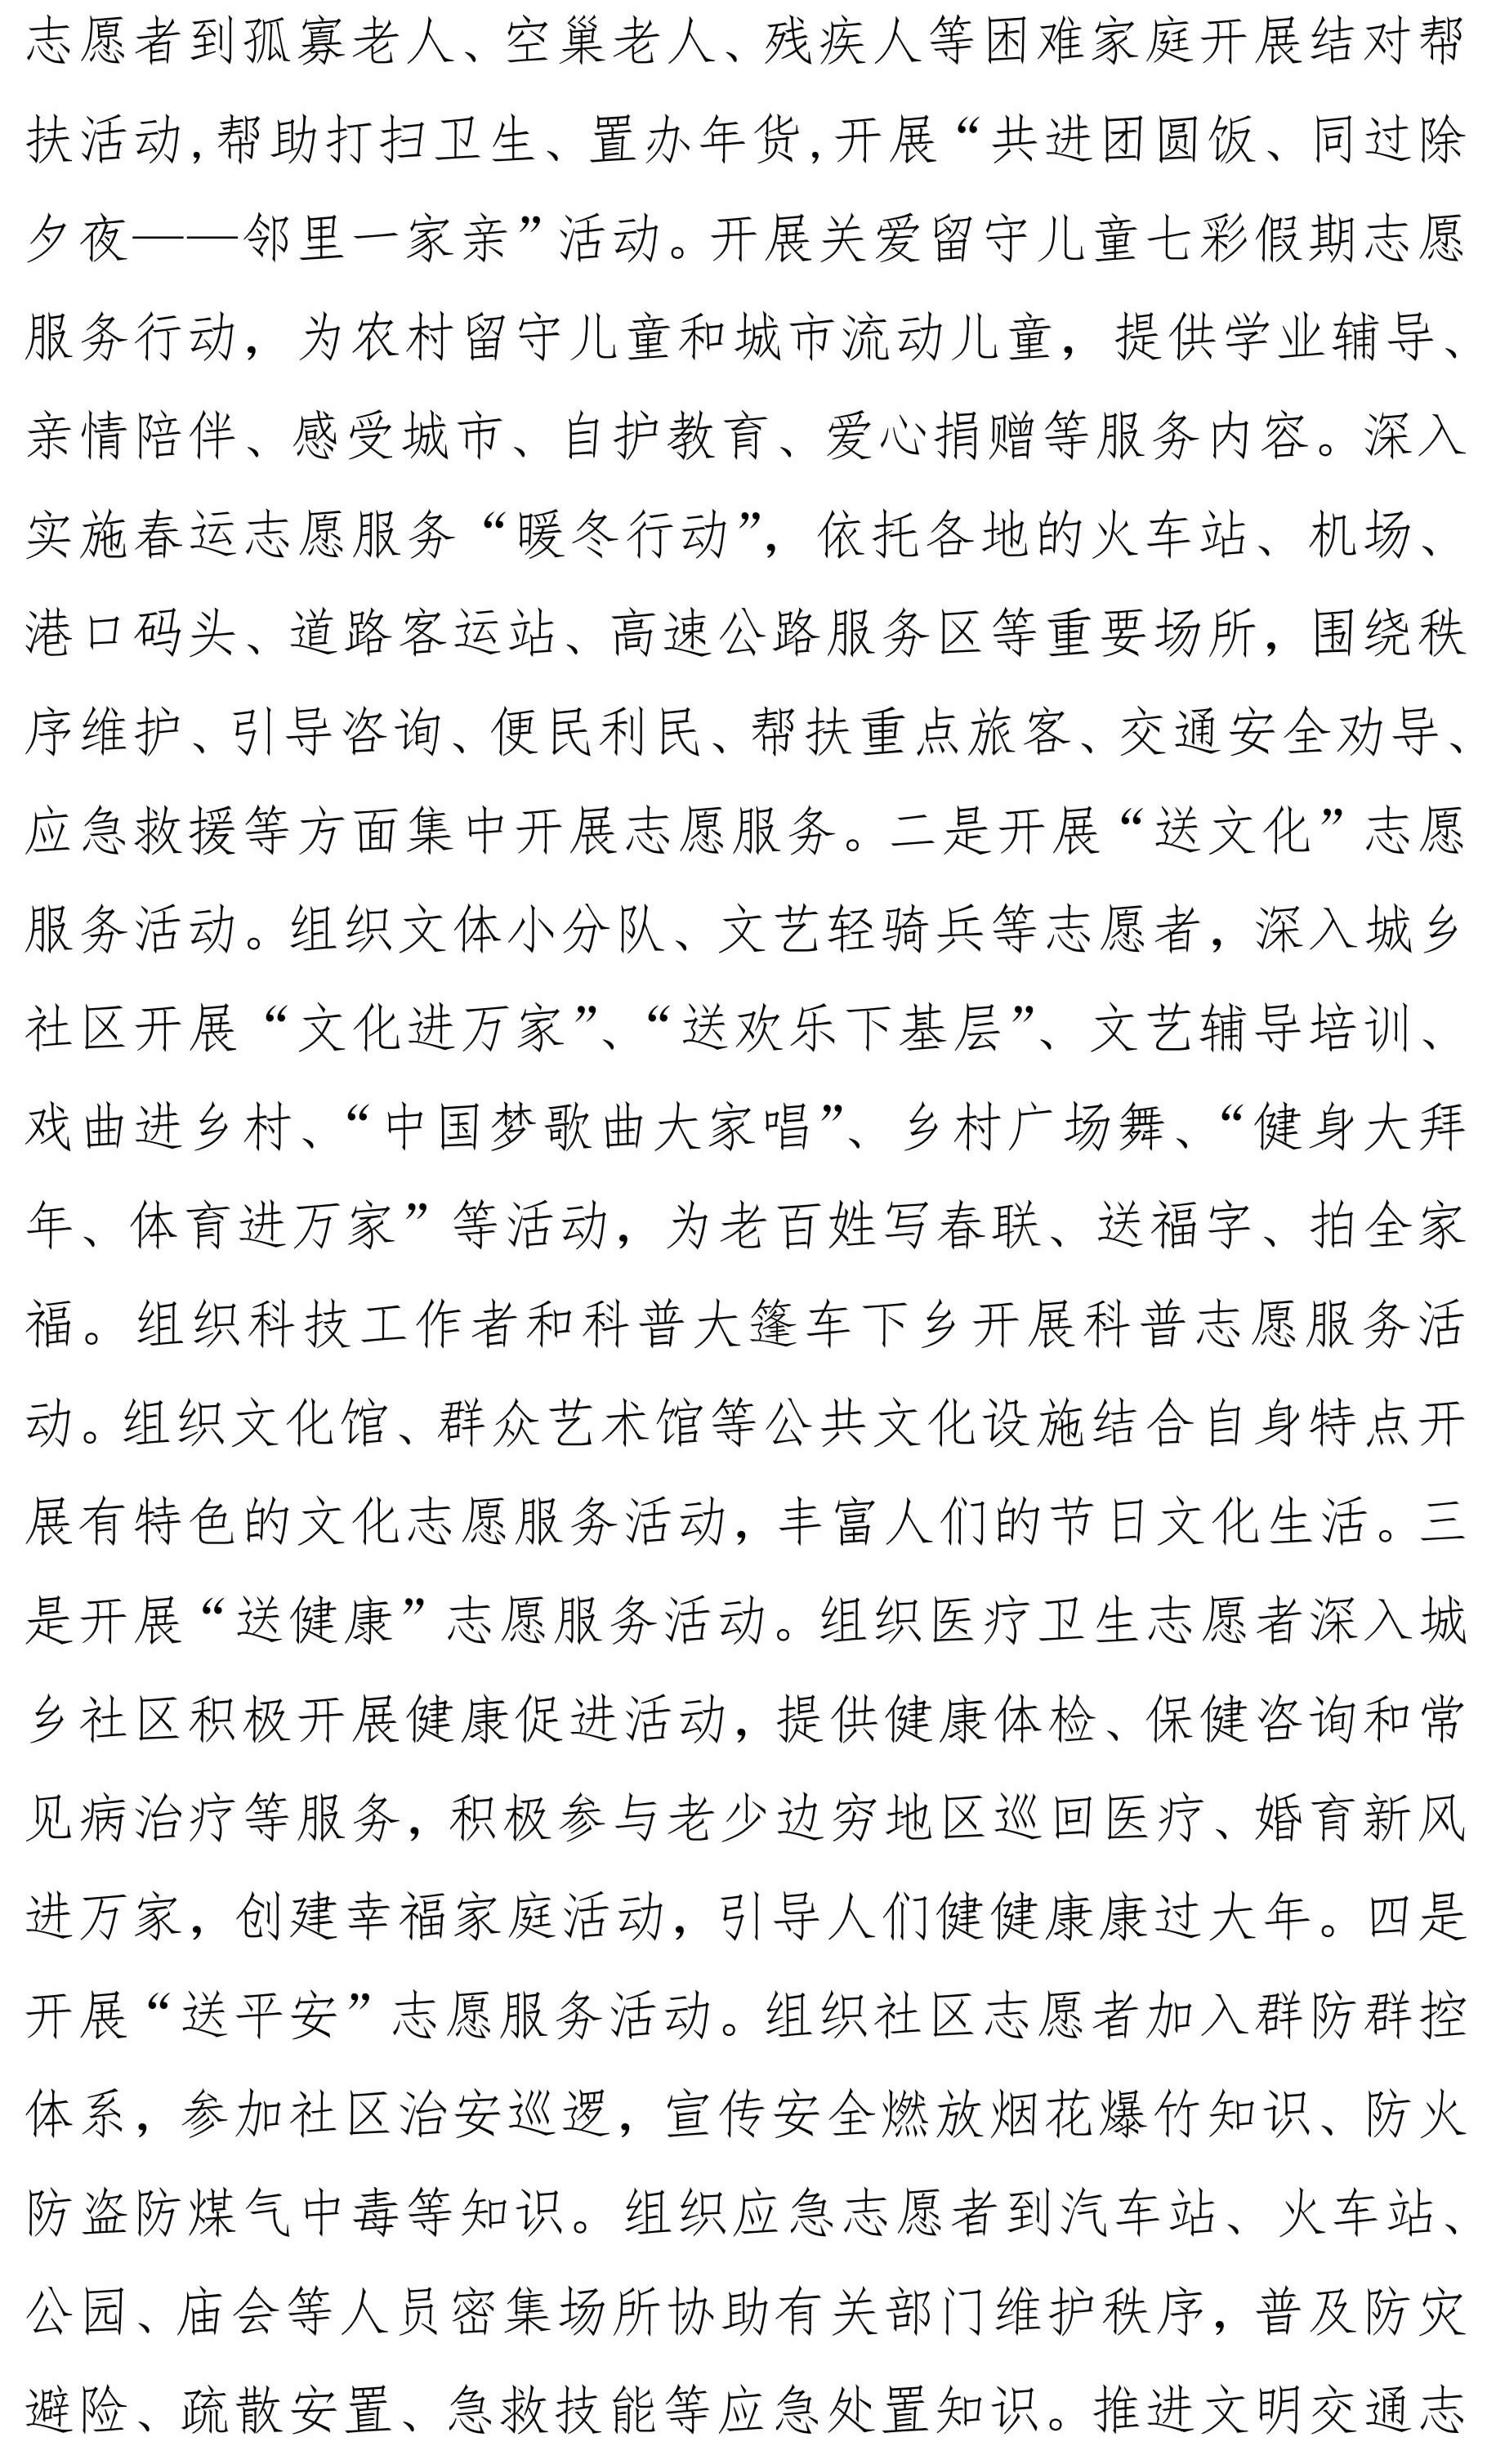 志愿者到孤寡老人、空巢老人、残疾人等困难家庭开展结对帮
扶活动,帮助打扫卫生、置办年货,开展“共进团圆饭、同过除
夕夜——邻里一家亲”活动。开展关爱留守儿童七彩假期志愿
服务行动，为农村留守儿童和城市流动儿童，提供学业辅导、
亲情陪伴、感受城市、自护教育、爱心捐赠等服务内容。深入
实施春运志愿服务“暖冬行动”，依托各地的火车站、机场、
港口码头、道路客运站、高速公路服务区等重要场所，围绕秩
序维护、引导咨询、便民利民、帮扶重点旅客、交通安全劝导、
应急救援等方面集中开展志愿服务。二是开展“送文化”志愿
服务活动。组织文体小分队、文艺轻骑兵等志愿者，深入城乡
社区开展“文化进万家”、“送欢乐下基层”、文艺辅导培训、
戏曲进乡村、“中国梦歌曲大家唱”、乡村广场舞、“健身大拜
年、体育进万家”等活动，为老百姓写春联、送福字、拍全家
福。组织科技工作者和科普大篷车下乡开展科普志愿服务活
动。组织文化馆、群众艺术馆等公共文化设施结合自身特点开
展有特色的文化志愿服务活动，丰富人们的节日文化生活。三
是开展“送健康”志愿服务活动。组织医疗卫生志愿者深入城
乡社区积极开展健康促进活动，提供健康体检、保健咨询和常
见病治疗等服务，积极参与老少边穷地区巡回医疗、婚育新风
进万家，创建幸福家庭活动，引导人们健健康康过大年。四是
开展“送平安”志愿服务活动。组织社区志愿者加入群防群控
体系，参加社区治安巡逻，宣传安全燃放烟花爆竹知识、防火
防盗防煤气中毒等知识。组织应急志愿者到汽车站、火车站、
公园、庙会等人员密集场所协助有关部门维护秩序，普及防灾
避险、疏散安置、急救技能等应急处置知识。推进文明交通志